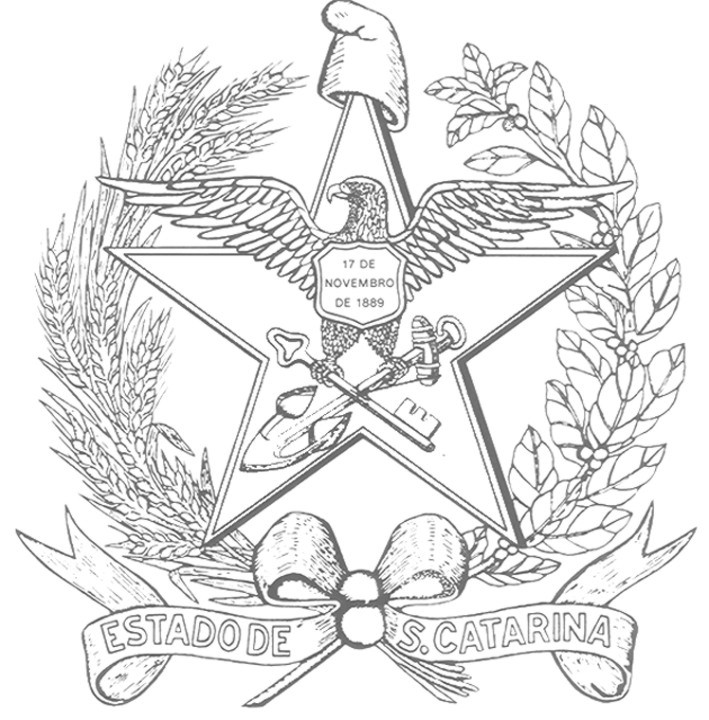 17 DE
NOVEMBRO
DE 1889
ESTADO DE S. CATARINA